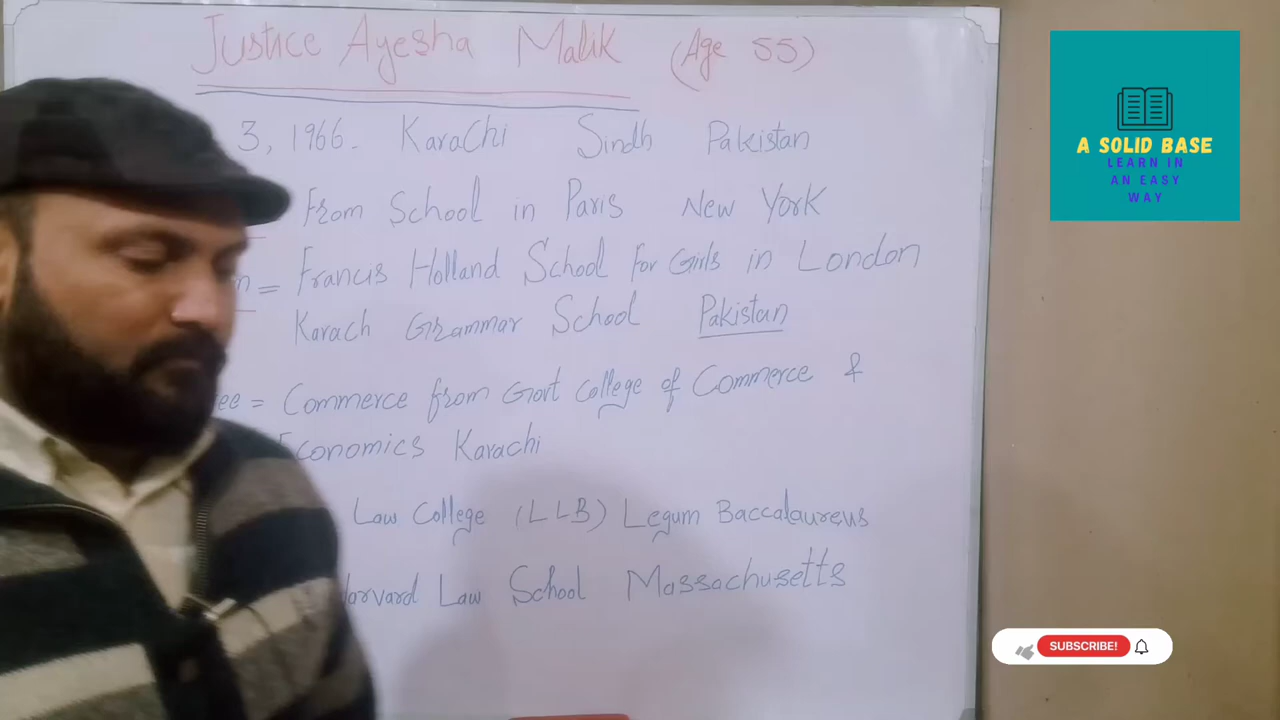 Justice Ayesha Malik (Age 55)
3, 1966. Karachi Sindh Pakistan
From School in Paris New York
n = Francis Holland School For Girls in London
Karach Grammar School Pakistan
ee = Commerce from Govt College of Commerce &
Economics Karachi
Law College (LLB) Legum Baccalaureus
Harvard Law School Massachusetts
A SOLID BASE
LEARN IN
AN EASY
WAY
SUBSCRIBE!